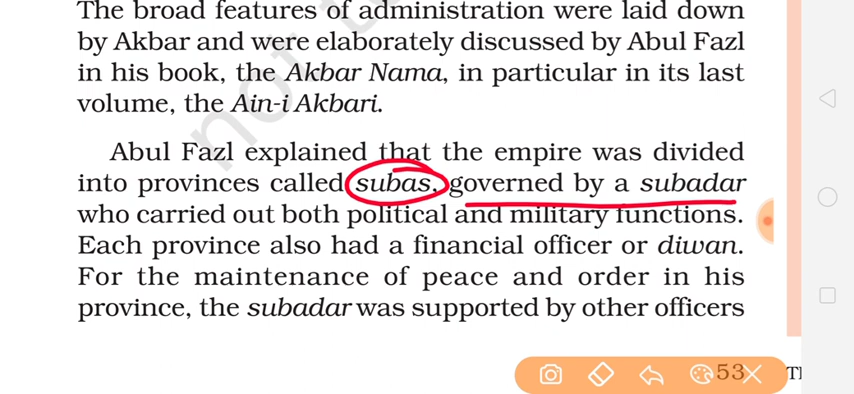 The broad features of administration were laid down
by Akbar and were elaborately discussed by Abul Fazl
in his book, the Akbar Nama, in particular in its last
volume, the Ain-i Akbari.
Abul Fazl explained that the empire was divided
into provinces called subas, governed by a subadar
who carried out both political and military functions.
Each province also had a financial officer or diwan.
For the maintenance of peace and order in his
province, the subadar was supported by other officers
53